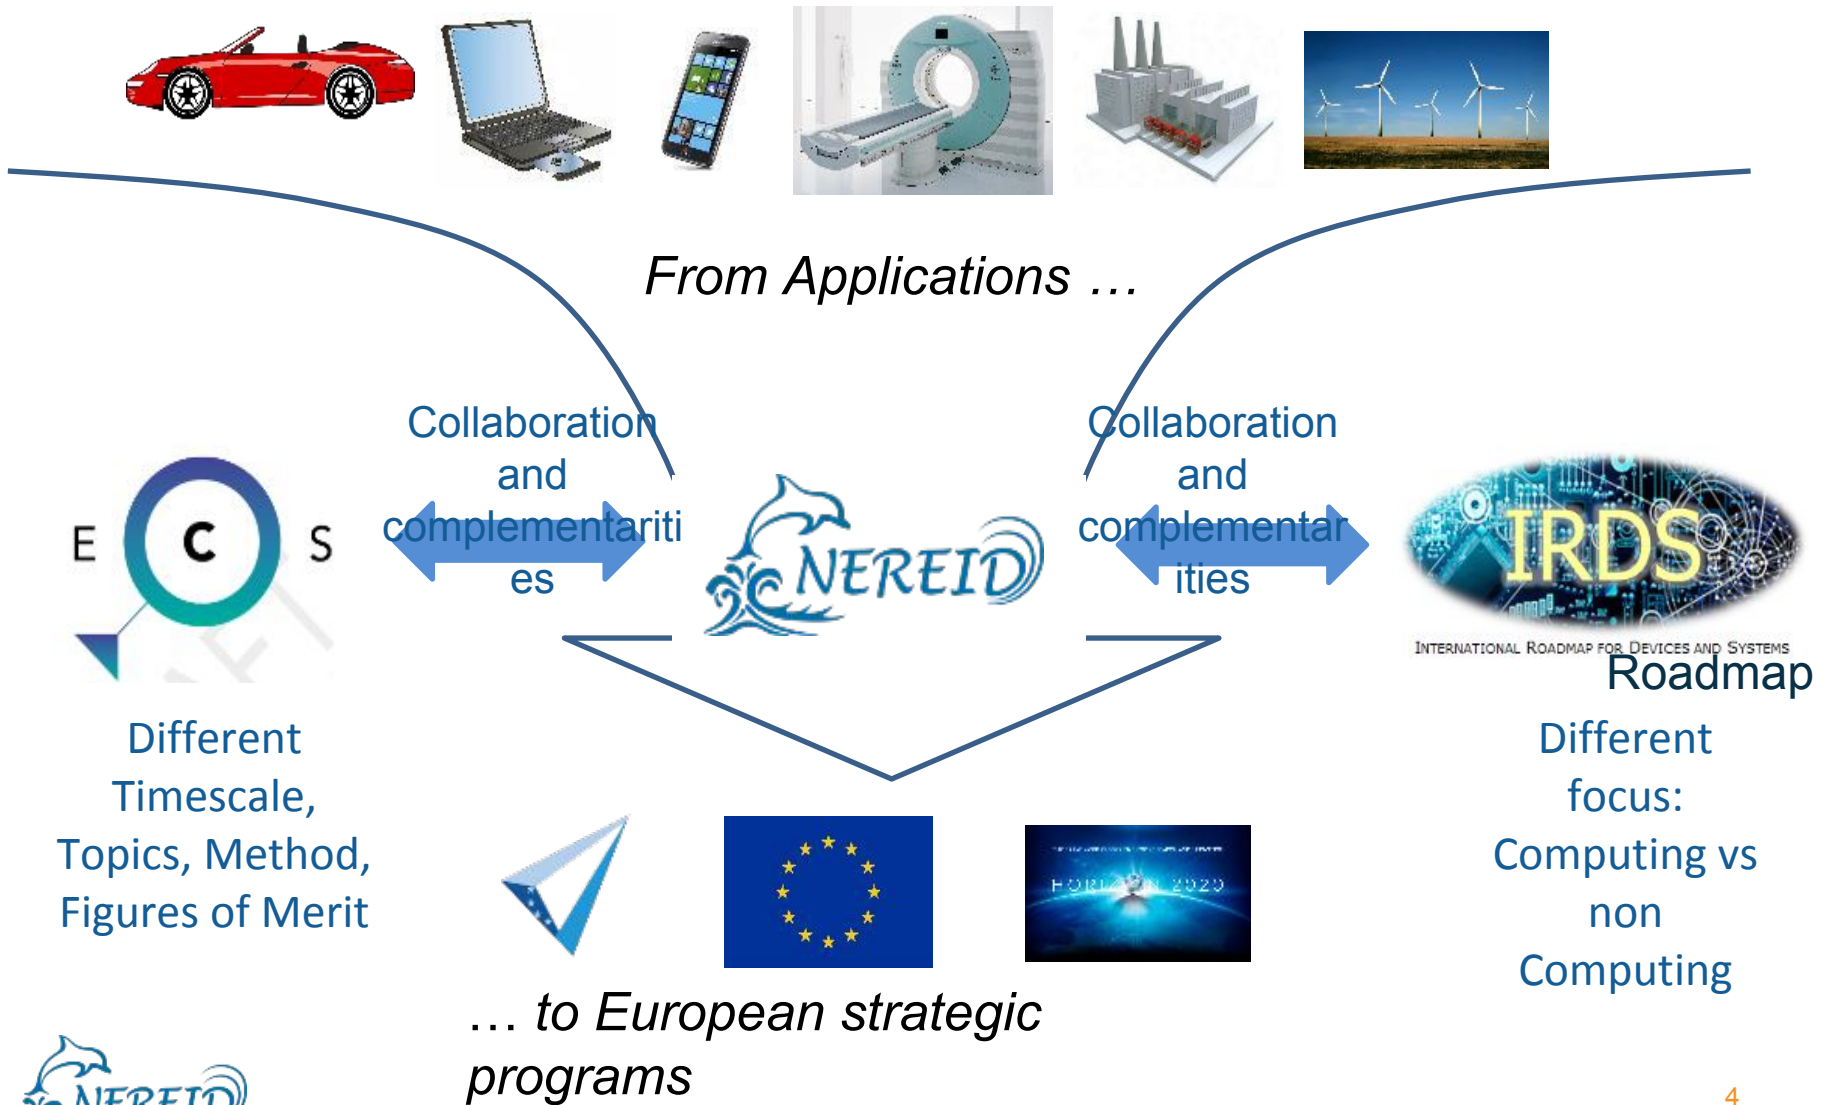 From Applications …
Collaboration
and
complementariti
es
Collaboration
and
complementar
ities
E C S
NEREID
IRDS
INTERNATIONAL ROADMAP FOR DEVICES AND SYSTEMS
Roadmap
Different
Timescale,
Topics, Method,
Figures of Merit
Different
focus:
Computing vs
non
Computing
HORIZON 2020
… to European strategic
programs
NEREID
4